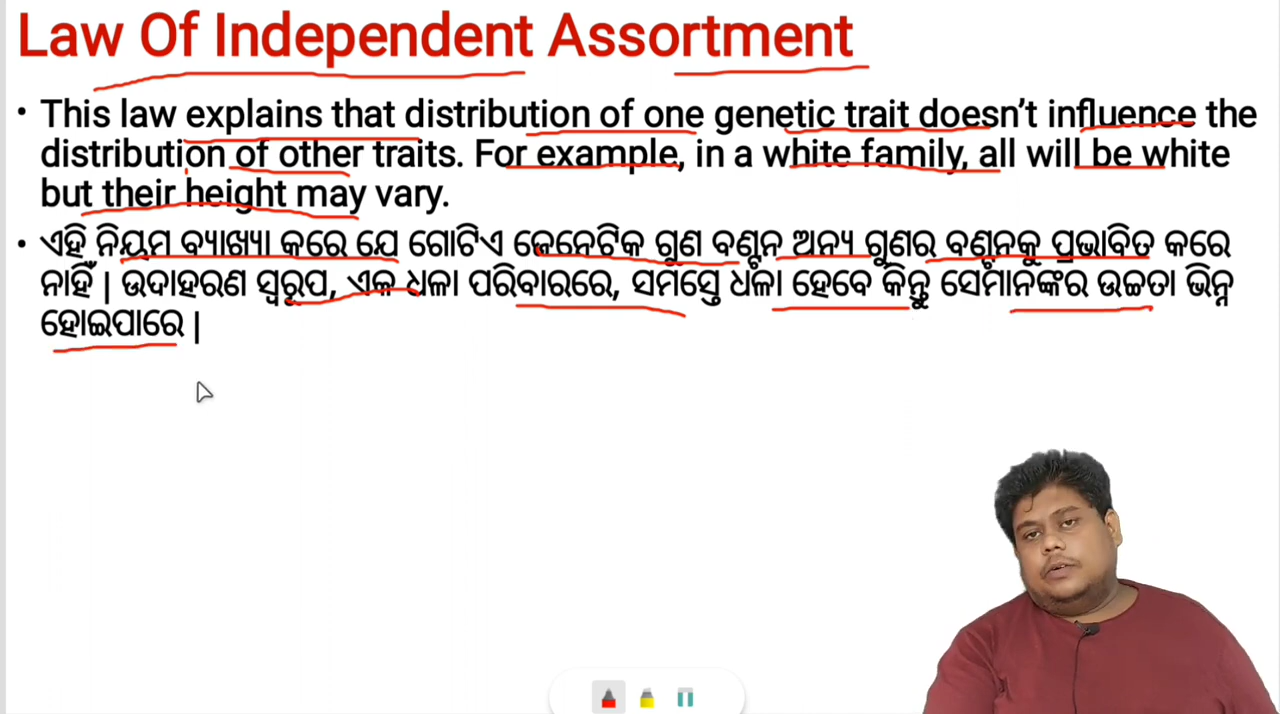 Law Of Independent Assortment
• This law explains that distribution of one genetic trait doesn’t influence the
distribution of other traits. For example, in a white family, all will be white
but their height may vary.
• ଏହି ନିୟମ ବ୍ୟାଖ୍ୟା କରେ ଯେ ଗୋଟିଏ ଜେନେଟିକ ଗୁଣ ବଣ୍ଟନ ଅନ୍ୟ ଗୁଣର ବଣ୍ଟନକୁ ପ୍ରଭାବିତ କରେ
ନାହିଁ | ଉଦାହରଣ ସ୍ୱରୂପ, ଏକ ଧଳା ପରିବାରରେ, ସମସ୍ତେ ଧଳା ହେବେ କିନ୍ତୁ ସେମାନଙ୍କର ଉଚ୍ଚତା ଭିନ୍ନ
ହୋଇପାରେ |